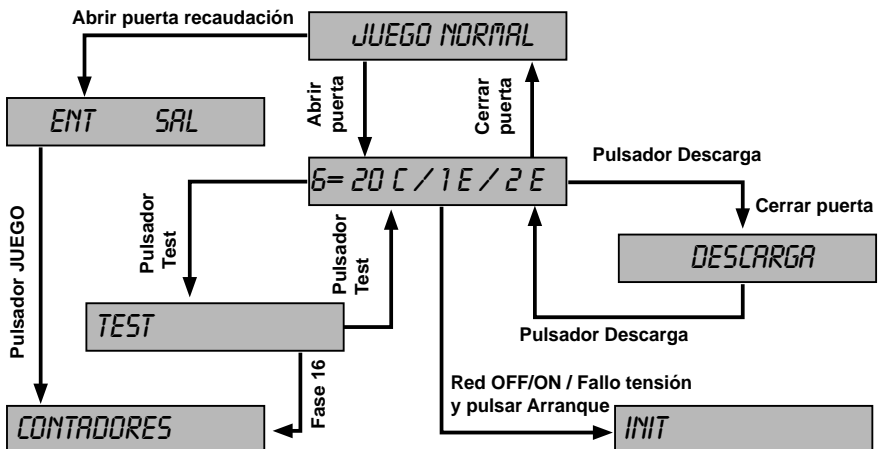 Abrir puerta recaudación
JUEGO NORMAL
Abrir
puerta
Cerrar
puerta
ENT SAL
Pulsador Descarga
6= 20 C / 1 E / 2 E
Cerrar puerta
Pulsador JUEGO
Pulsador
Test
Pulsador
Test
DESCARGA
TEST
Pulsador Descarga
Fase 16
Red OFF/ON / Fallo tensión
y pulsar Arranque
CONTADORES
INIT